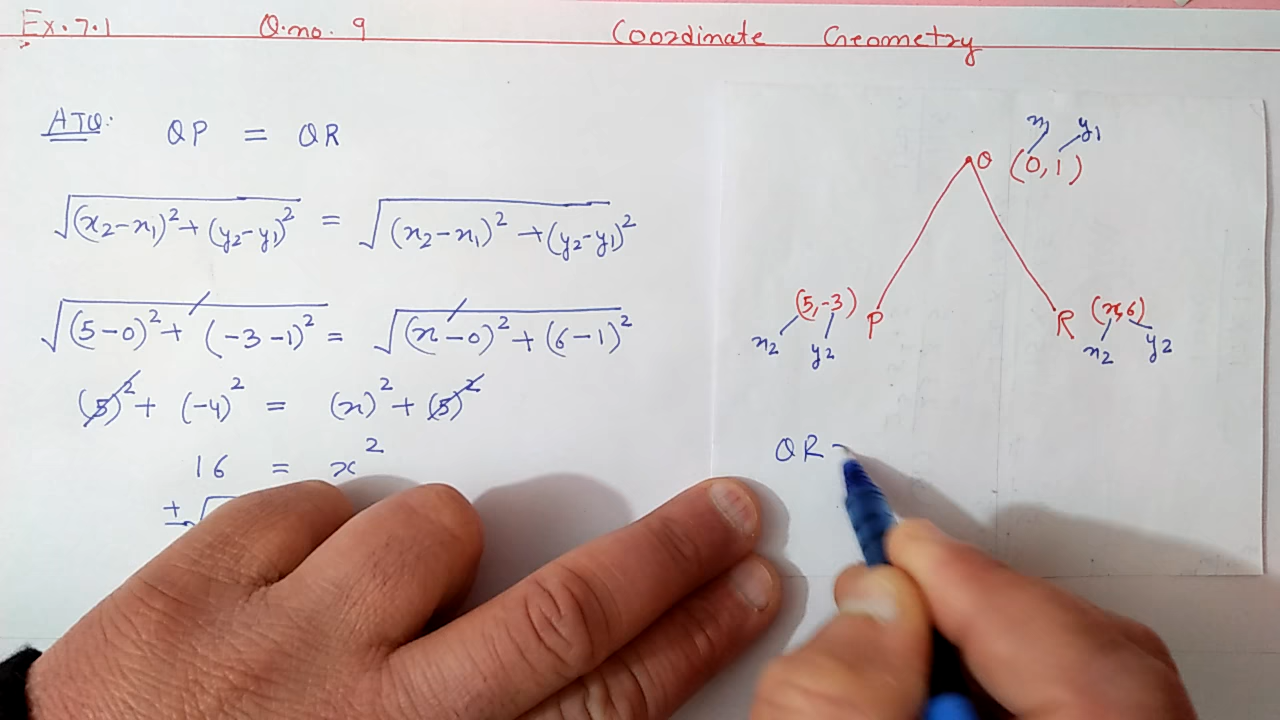 Ex.7.1 Q.no. 9 Coordinate Geometry
ATQ: QP = QR
√(x₂-x₁)²+(y₂-y₁)² = √(x₂-x₁)²+(y₂-y₁)²
√(5-0)²+(-3-1)² = √(x-0)²+(6-1)²
(5)²+(-4)² = (x)²+(5)²
16 = x²
±√
x₁ y₁
Q (0,1)
(5,-3) P
x₂ y₂
R (x,6)
x₂ y₂
QR